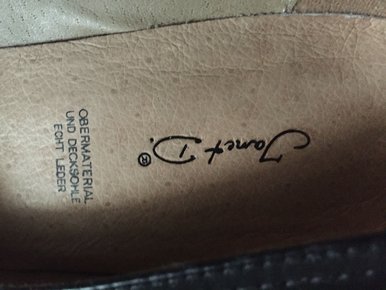 Janet D.®
OBERMATERIAL
UND DECKSOHLE
ECHT LEDER